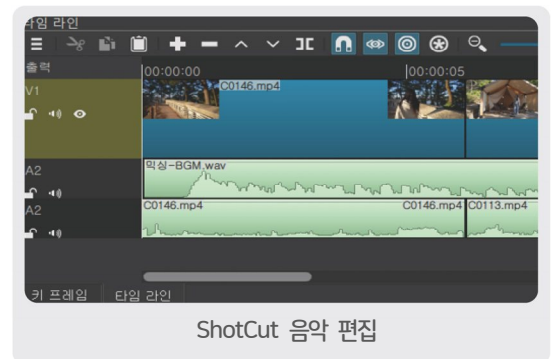 타임 라인
출력
00:00:00
00:00:05
V1
C0146.mp4
A2
믹싱-BGM.wav
A2
C0146.mp4
C0146.mp4
C0113.mp4
키 프레임
타임 라인
ShotCut 음악 편집